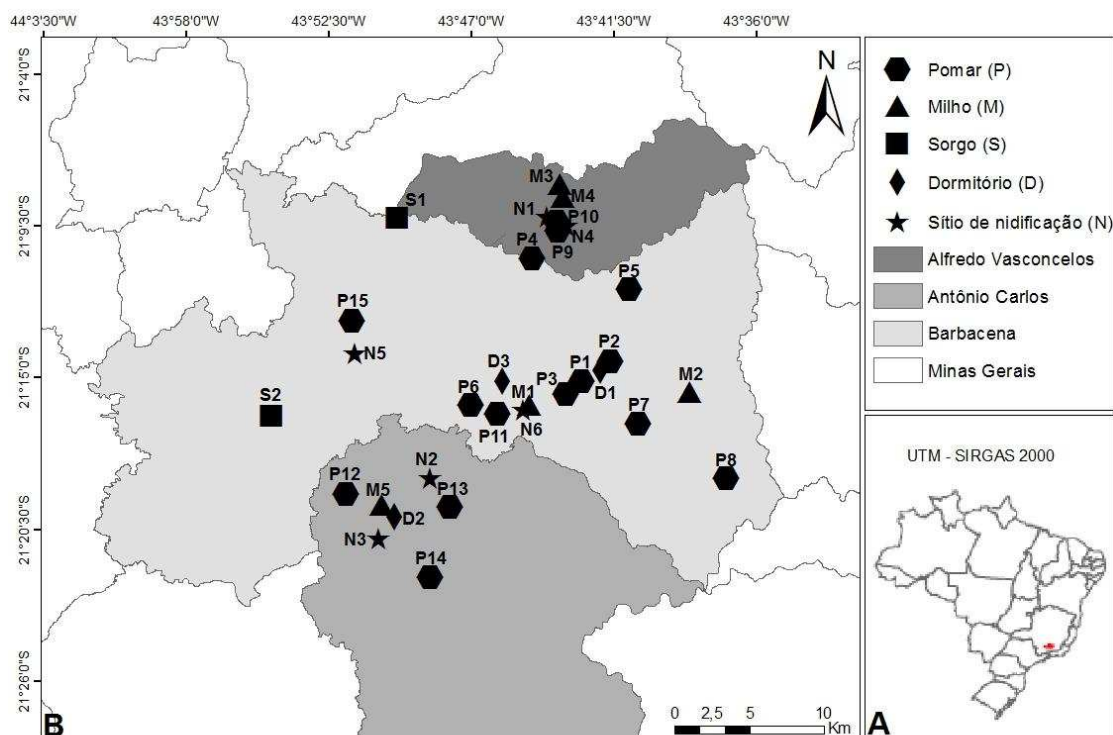 44°3'30"W
43°58'0"W
43°52'30"W
43°47'0"W
43°41'30"W
43°36'0"W
21°4'0"S
21°9'30"S
21°15'0"S
21°20'30"S
21°26'0"S
N
M3
M4
N1
P10
N4
P9
S1
P4
P5
P15
N5
P2
D3
P1
P3
D1
M2
M1
P6
N6
P11
P7
S2
P8
N2
P12
M5
P13
D2
N3
P14
0 2,5 5 10
Km
B
Pomar (P)
Milho (M)
Sorgo (S)
Dormitório (D)
Sítio de nidificação (N)
Alfredo Vasconcelos
Antônio Carlos
Barbacena
Minas Gerais
UTM - SIRGAS 2000
A